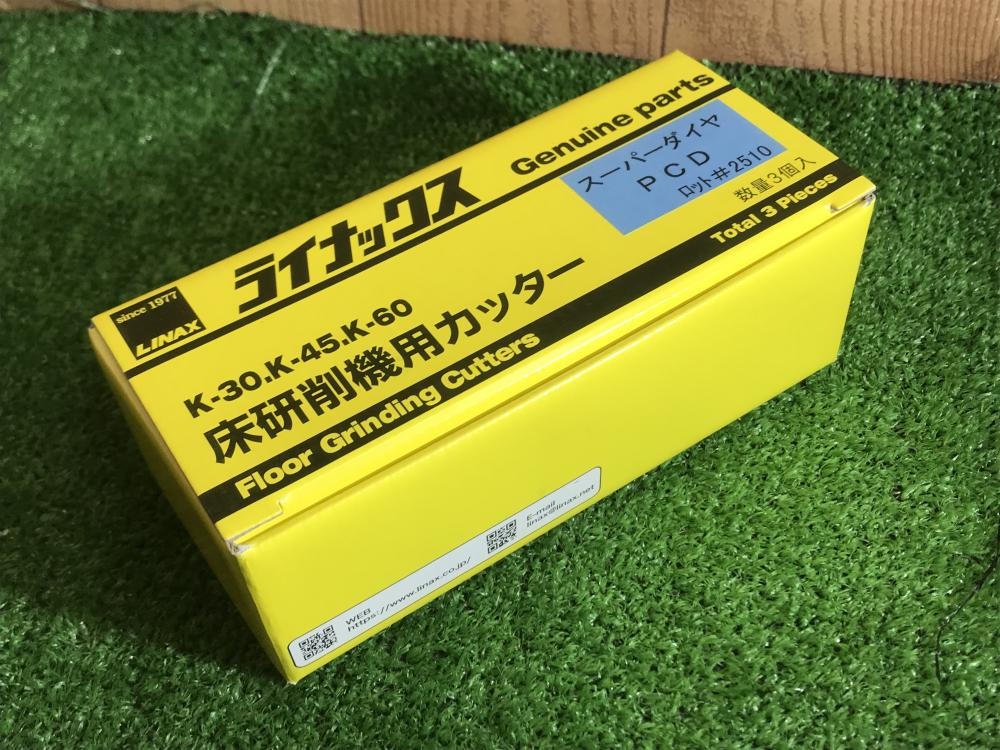 since 1977
LINAX
ライナックス
Genuine parts
スーパーダイヤ
PCD
ロット#2510
数量3個入
K-30.K-45.K-60
床研削機用カッター
Floor Grinding Cutters
Total 3 Pieces
WEB
https://www.linax.co.jp/
E-mail
linax@linax.net